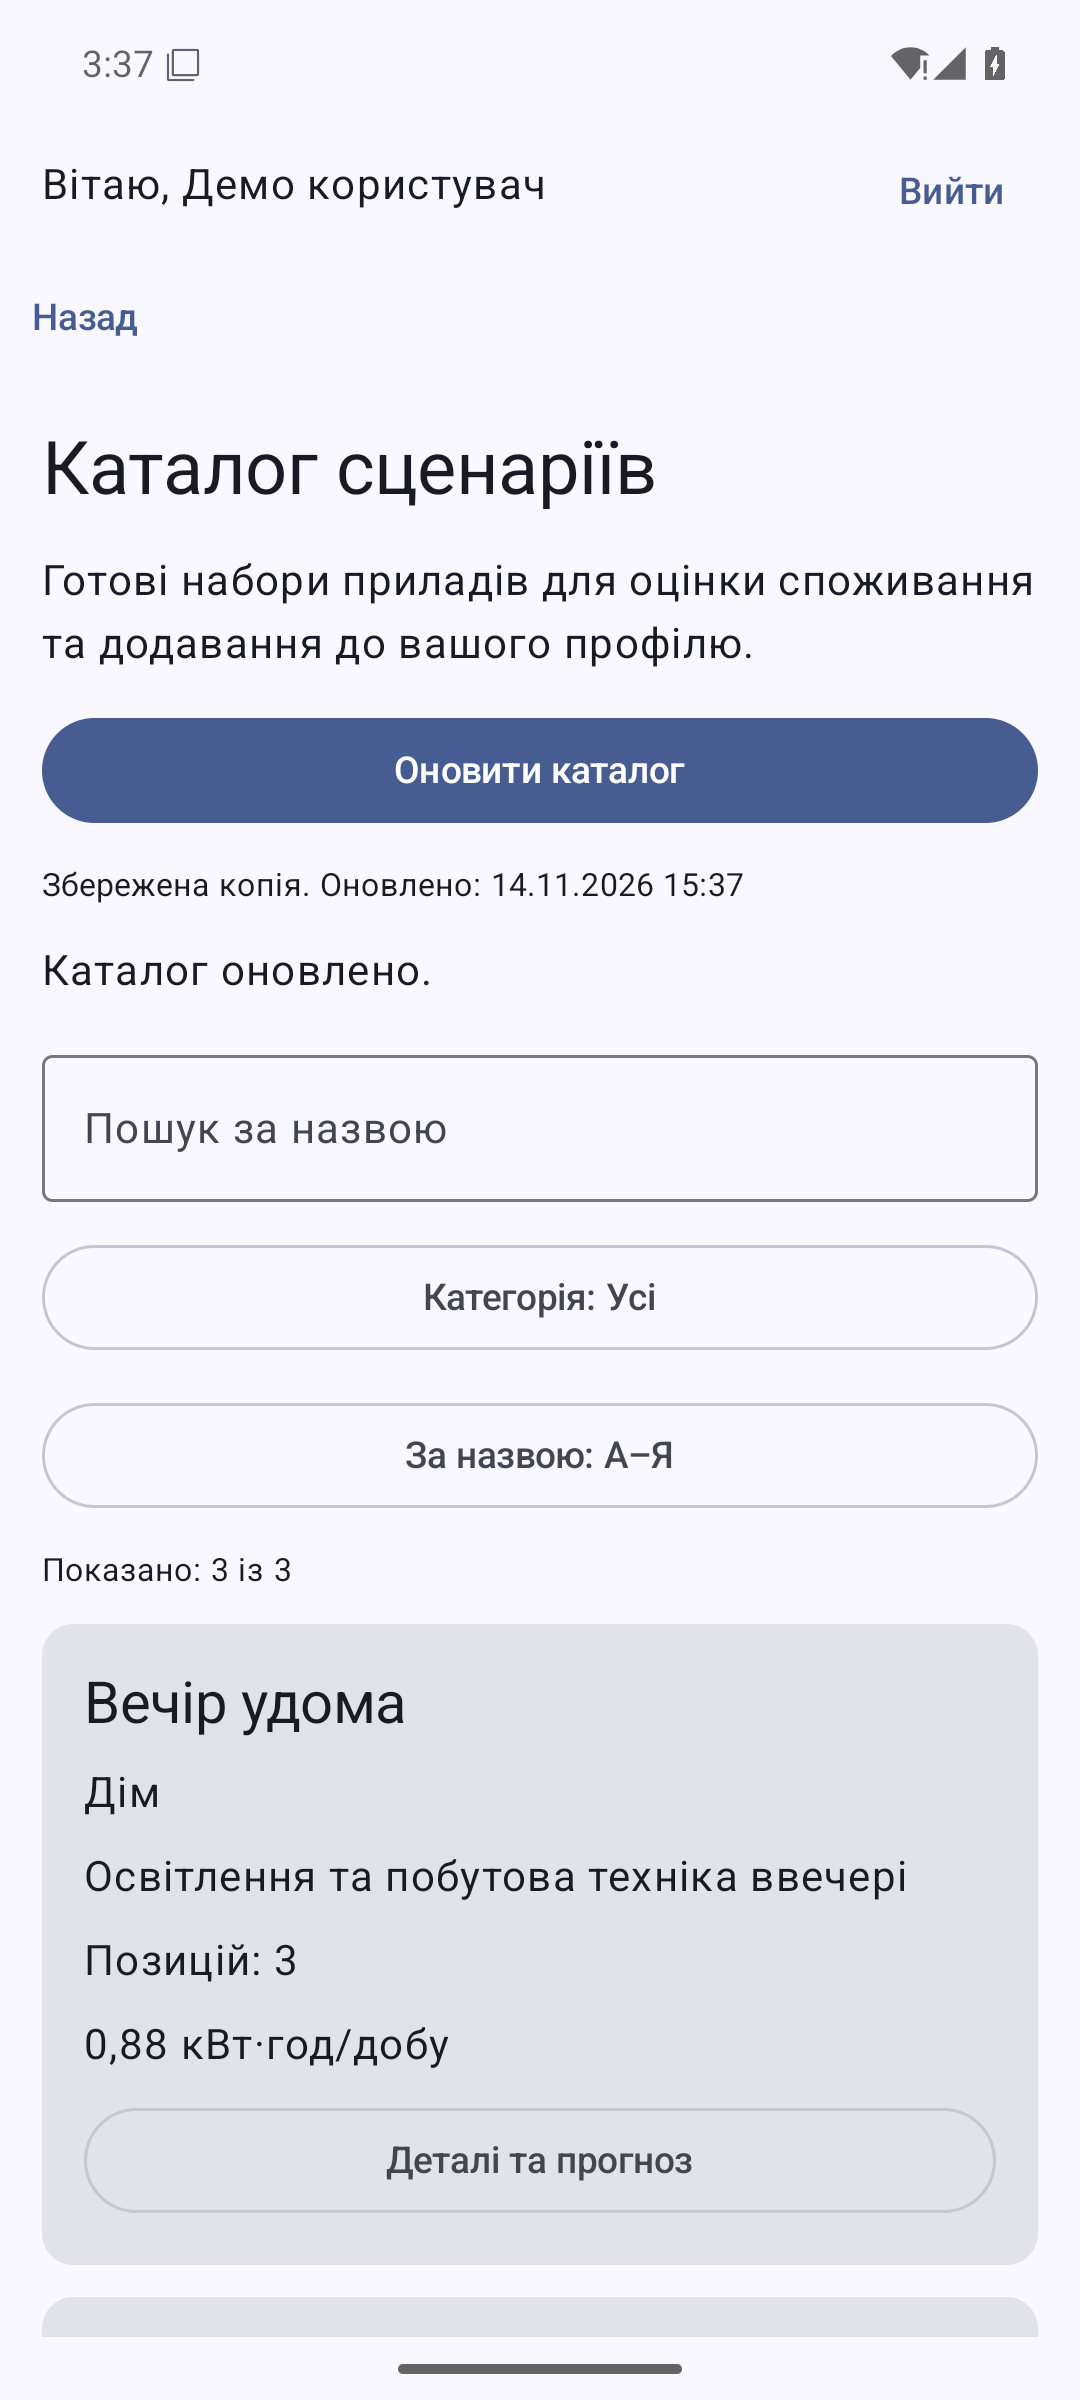 3:37
Вітаю, Демо користувач
Вийти
Назад
Каталог сценаріїв
Готові набори приладів для оцінки споживання
та додавання до вашого профілю.
Оновити каталог
Збережена копія. Оновлено: 14.11.2026 15:37
Каталог оновлено.
Пошук за назвою
Категорія: Усі
За назвою: А–Я
Показано: 3 із 3
Вечір удома
Дім
Освітлення та побутова техніка ввечері
Позицій: 3
0,88 кВт·год/добу
Деталі та прогноз